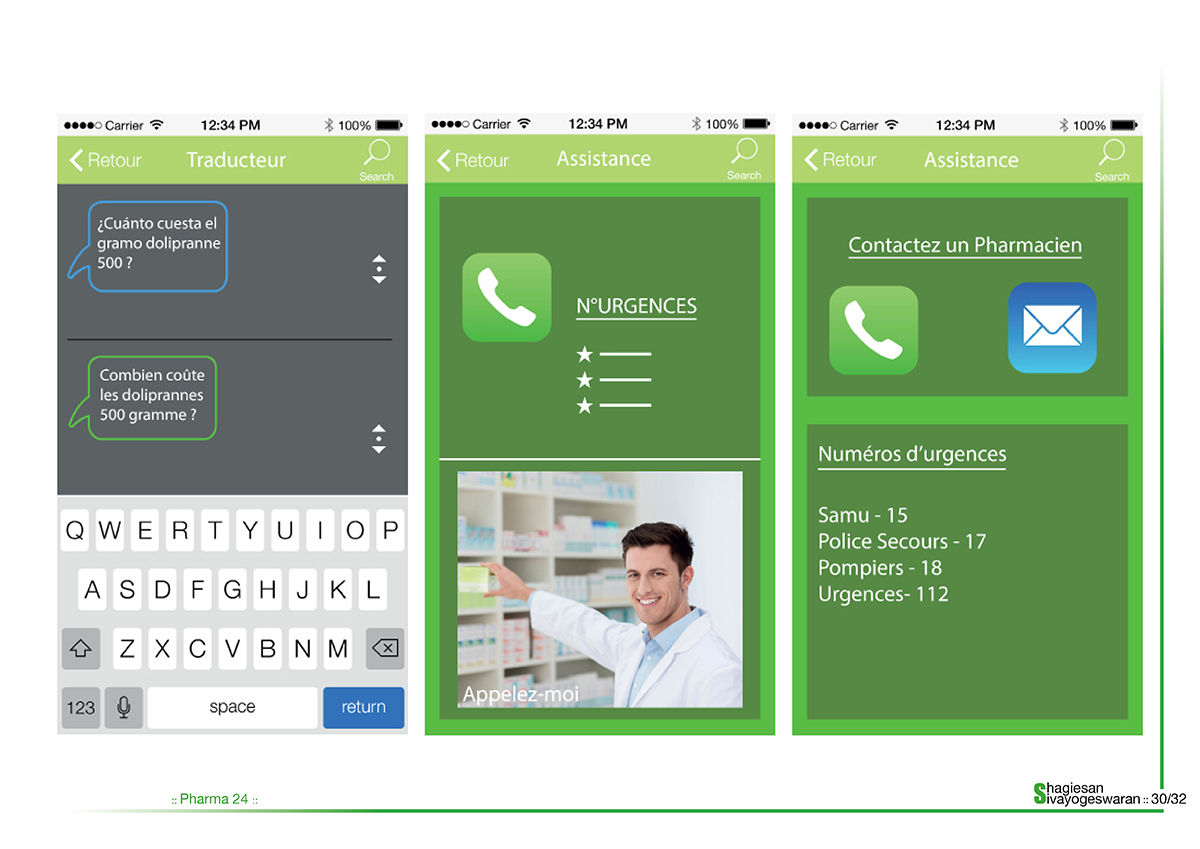 Carrier 12:34 PM 100%
Retour Traducteur
Search
¿Cuánto cuesta el
gramo dolipranne
500 ?
Combien coûte
les doliprannes
500 gramme ?
Q W E R T Y U I O P
A S D F G H J K L
Z X C V B N M
123 space return
Carrier 12:34 PM 100%
Retour Assistance
Search
N°URGENCES
Appelez-moi
Carrier 12:34 PM 100%
Retour Assistance
Search
Contactez un Pharmacien
Numéros d’urgences
Samu - 15
Police Secours - 17
Pompiers - 18
Urgences- 112
:: Pharma 24 ::
Shagiesan
Sivayogeswaran :: 30/32